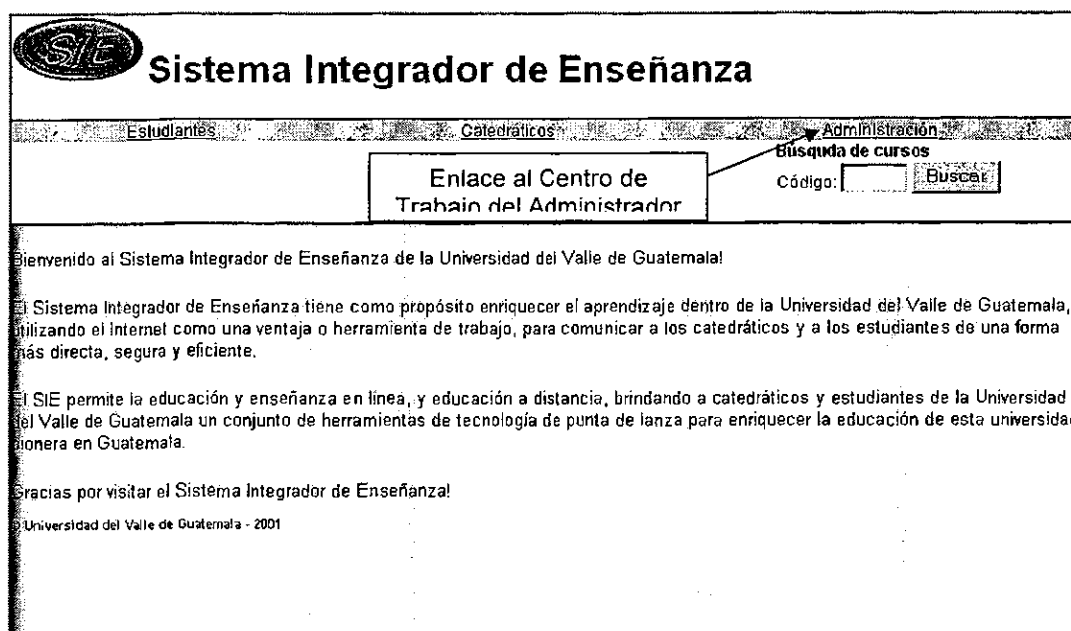 SIE
Sistema Integrador de Enseñanza
Estudiantes Catedráticos Administración
Búsquda de cursos
Código: Buscar
Enlace al Centro de
Trabajo del Administrador
Bienvenido al Sistema Integrador de Enseñanza de la Universidad del Valle de Guatemala!
El Sistema Integrador de Enseñanza tiene como propósito enriquecer el aprendizaje dentro de la Universidad del Valle de Guatemala,
utilizando el Internet como una ventaja o herramienta de trabajo, para comunicar a los catedráticos y a los estudiantes de una forma
más directa, segura y eficiente.
El SIE permite la educación y enseñanza en línea, y educación a distancia, brindando a catedráticos y estudiantes de la Universidad
del Valle de Guatemala un conjunto de herramientas de tecnología de punta de lanza para enriquecer la educación de esta universidad
pionera en Guatemala.
Gracias por visitar el Sistema Integrador de Enseñanza!
© Universidad del Valle de Guatemala - 2001